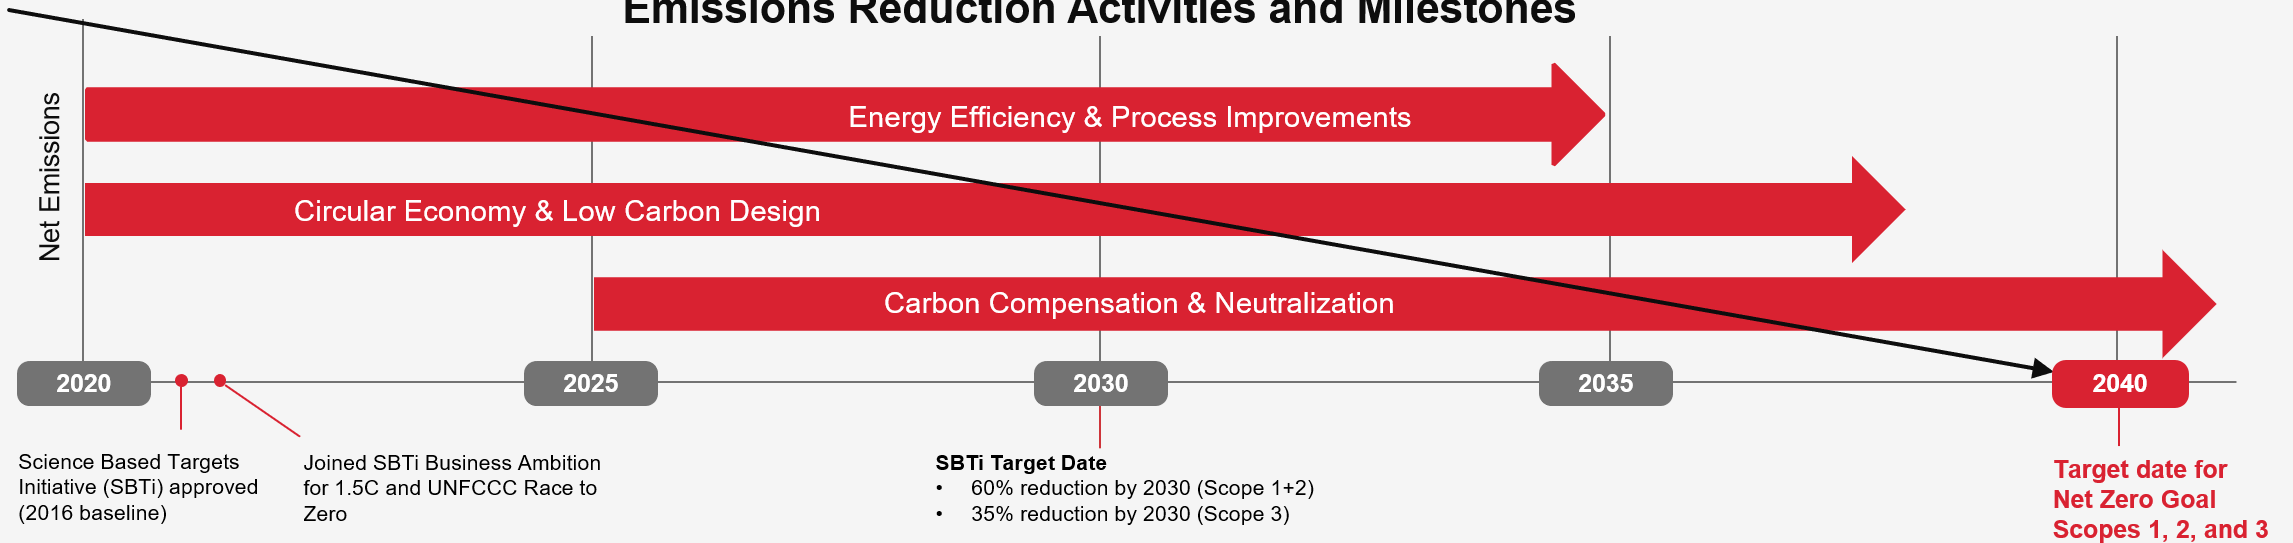 Emissions Reduction Activities and Milestones
Net Emissions
Energy Efficiency & Process Improvements
Circular Economy & Low Carbon Design
Carbon Compensation & Neutralization
2020
2025
2030
2035
2040
Science Based Targets
Initiative (SBTi) approved
(2016 baseline)
Joined SBTi Business Ambition
for 1.5C and UNFCCC Race to
Zero
SBTi Target Date
• 60% reduction by 2030 (Scope 1+2)
• 35% reduction by 2030 (Scope 3)
Target date for
Net Zero Goal
Scopes 1, 2, and 3